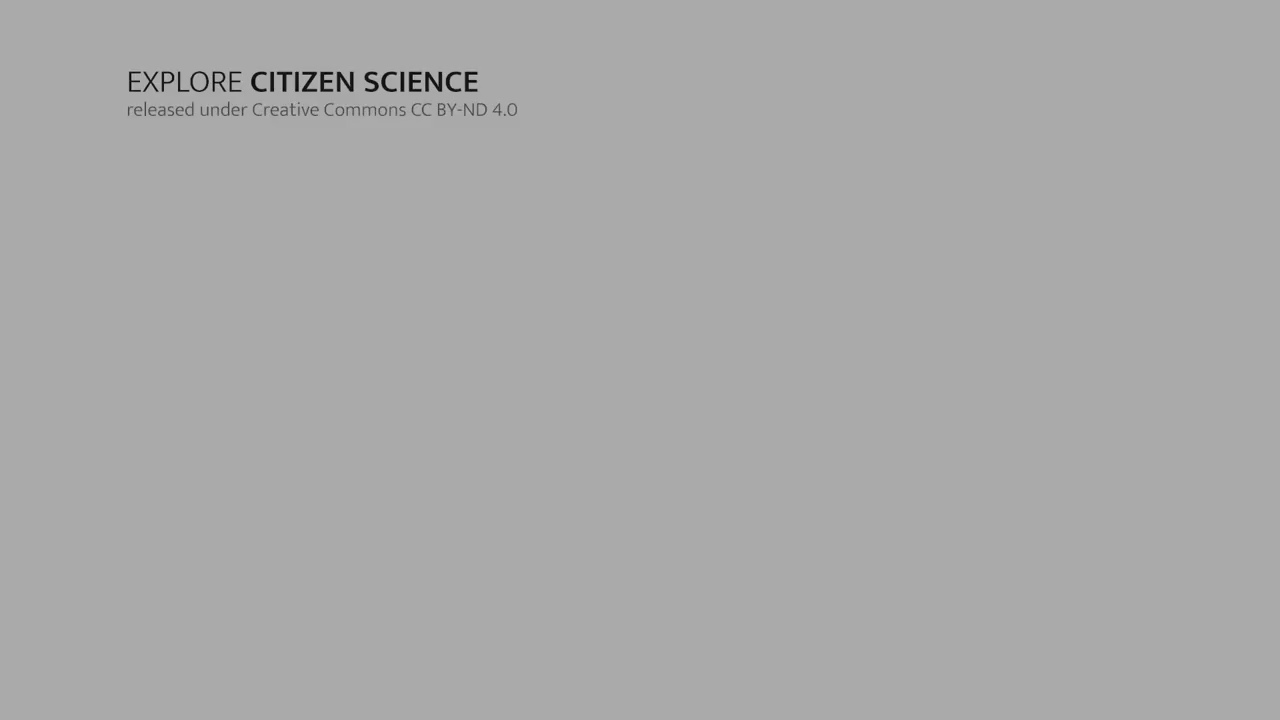 EXPLORE CITIZEN SCIENCE
released under Creative Commons CC BY-ND 4.0